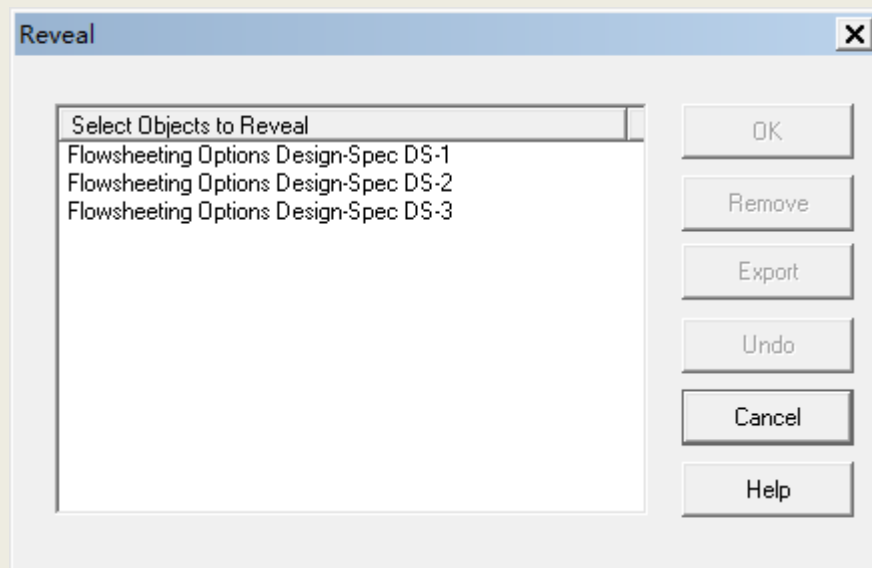 Reveal
Select Objects to Reveal
Flowsheeting Options Design-Spec DS-1
Flowsheeting Options Design-Spec DS-2
Flowsheeting Options Design-Spec DS-3
OK
Remove
Export
Undo
Cancel
Help